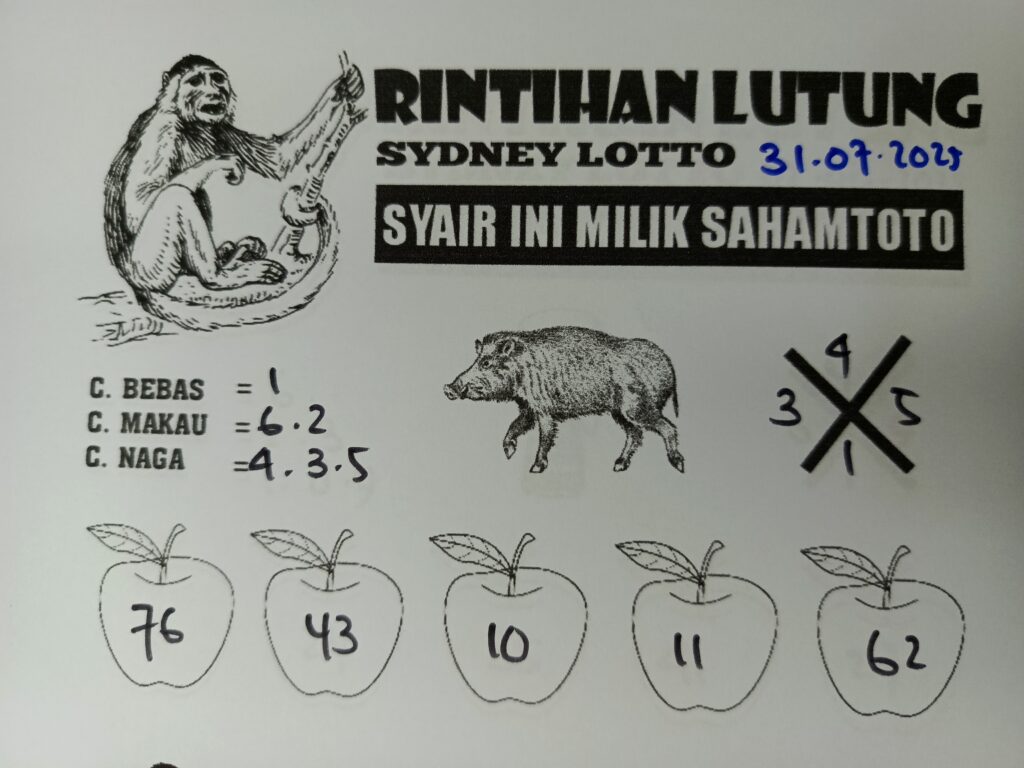 RINTIHAN LUTUNG
SYDNEY LOTTO 31.07.2025
SYAIR INI MILIK SAHAMTOTO
C. BEBAS = 1
C. MAKAU = 6.2
C. NAGA = 4.3.5
4
3 5
1
76 43 10 11 62